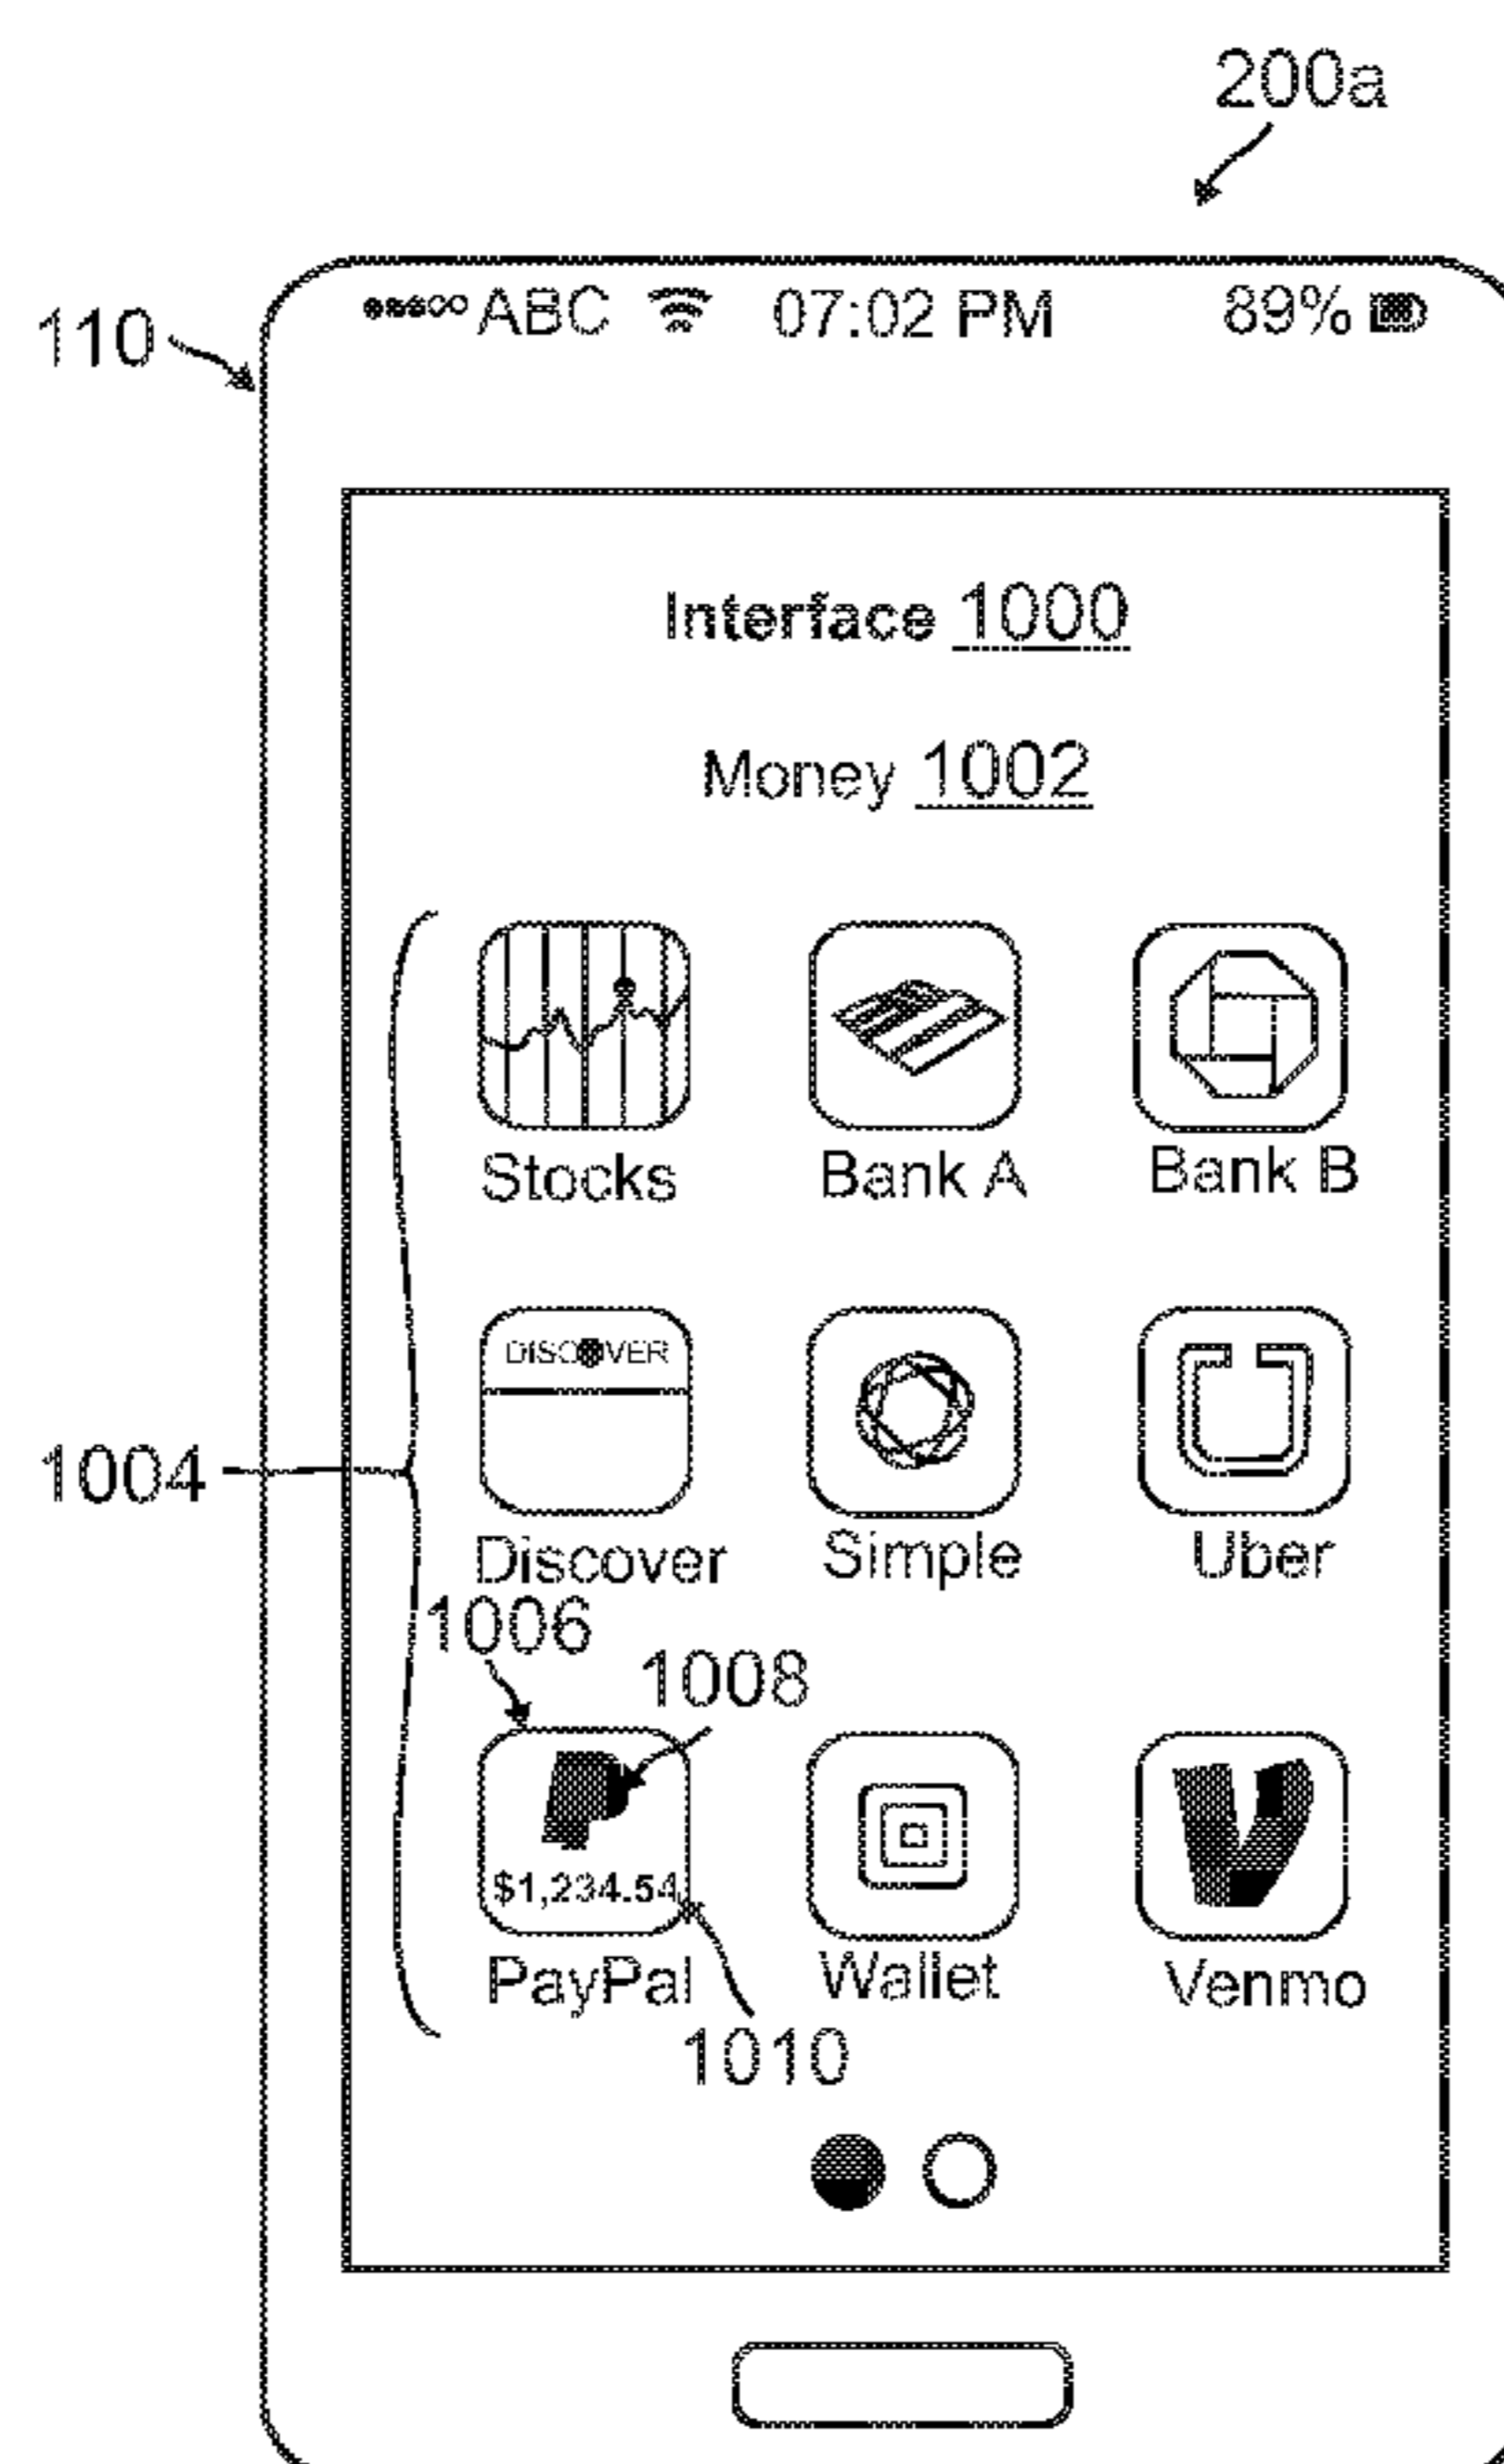 200a
110
ABC 07:02 PM 89%
Interface 1000
Money 1002
Stocks Bank A Bank B
DISCOVER
1004
Discover Simple Uber
1006
1008
$1,234.54
PayPal Wallet Venmo
1010